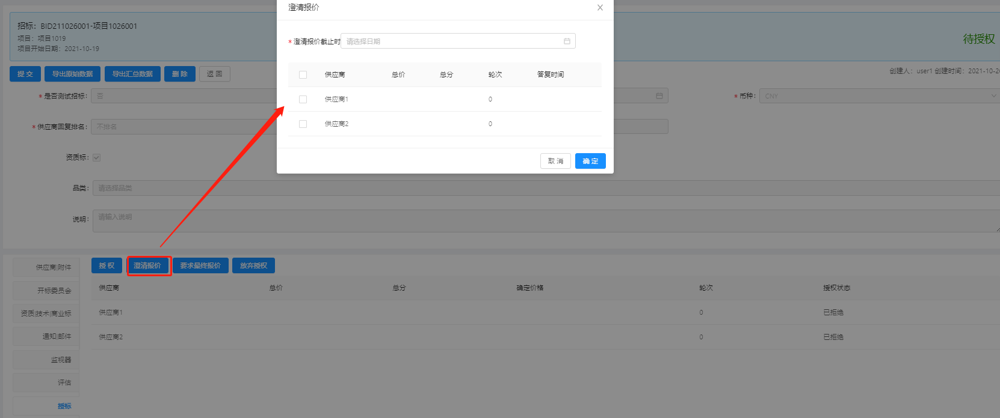 澄清报价
招标：BID211026001-项目1026001
项目：项目1019
项目开始日期：2021-10-19
待授权
* 澄清报价截止时 请选择日期
提 交 导出原始数据 导出汇总数据 删 除 返 回
创建人：user1 创建时间：2021-10-2
供应商 总价 总分 轮次 答复时间
供应商1 0
供应商2 0
取 消 确 定
* 是否测试招标： 否
* 币种： CNY
* 供应商回复排名： 不排名
资质标：
品类： 请选择品类
说明： 请输入说明
供应商|附件
开标委员会
资质|技术|商业标
通知|邮件
监视器
评估
授标
授 权 澄清报价 要求最终报价 放弃授权
供应商 总价 总分 确定价格 轮次 授权状态
供应商1 0 已拒绝
供应商2 0 已拒绝